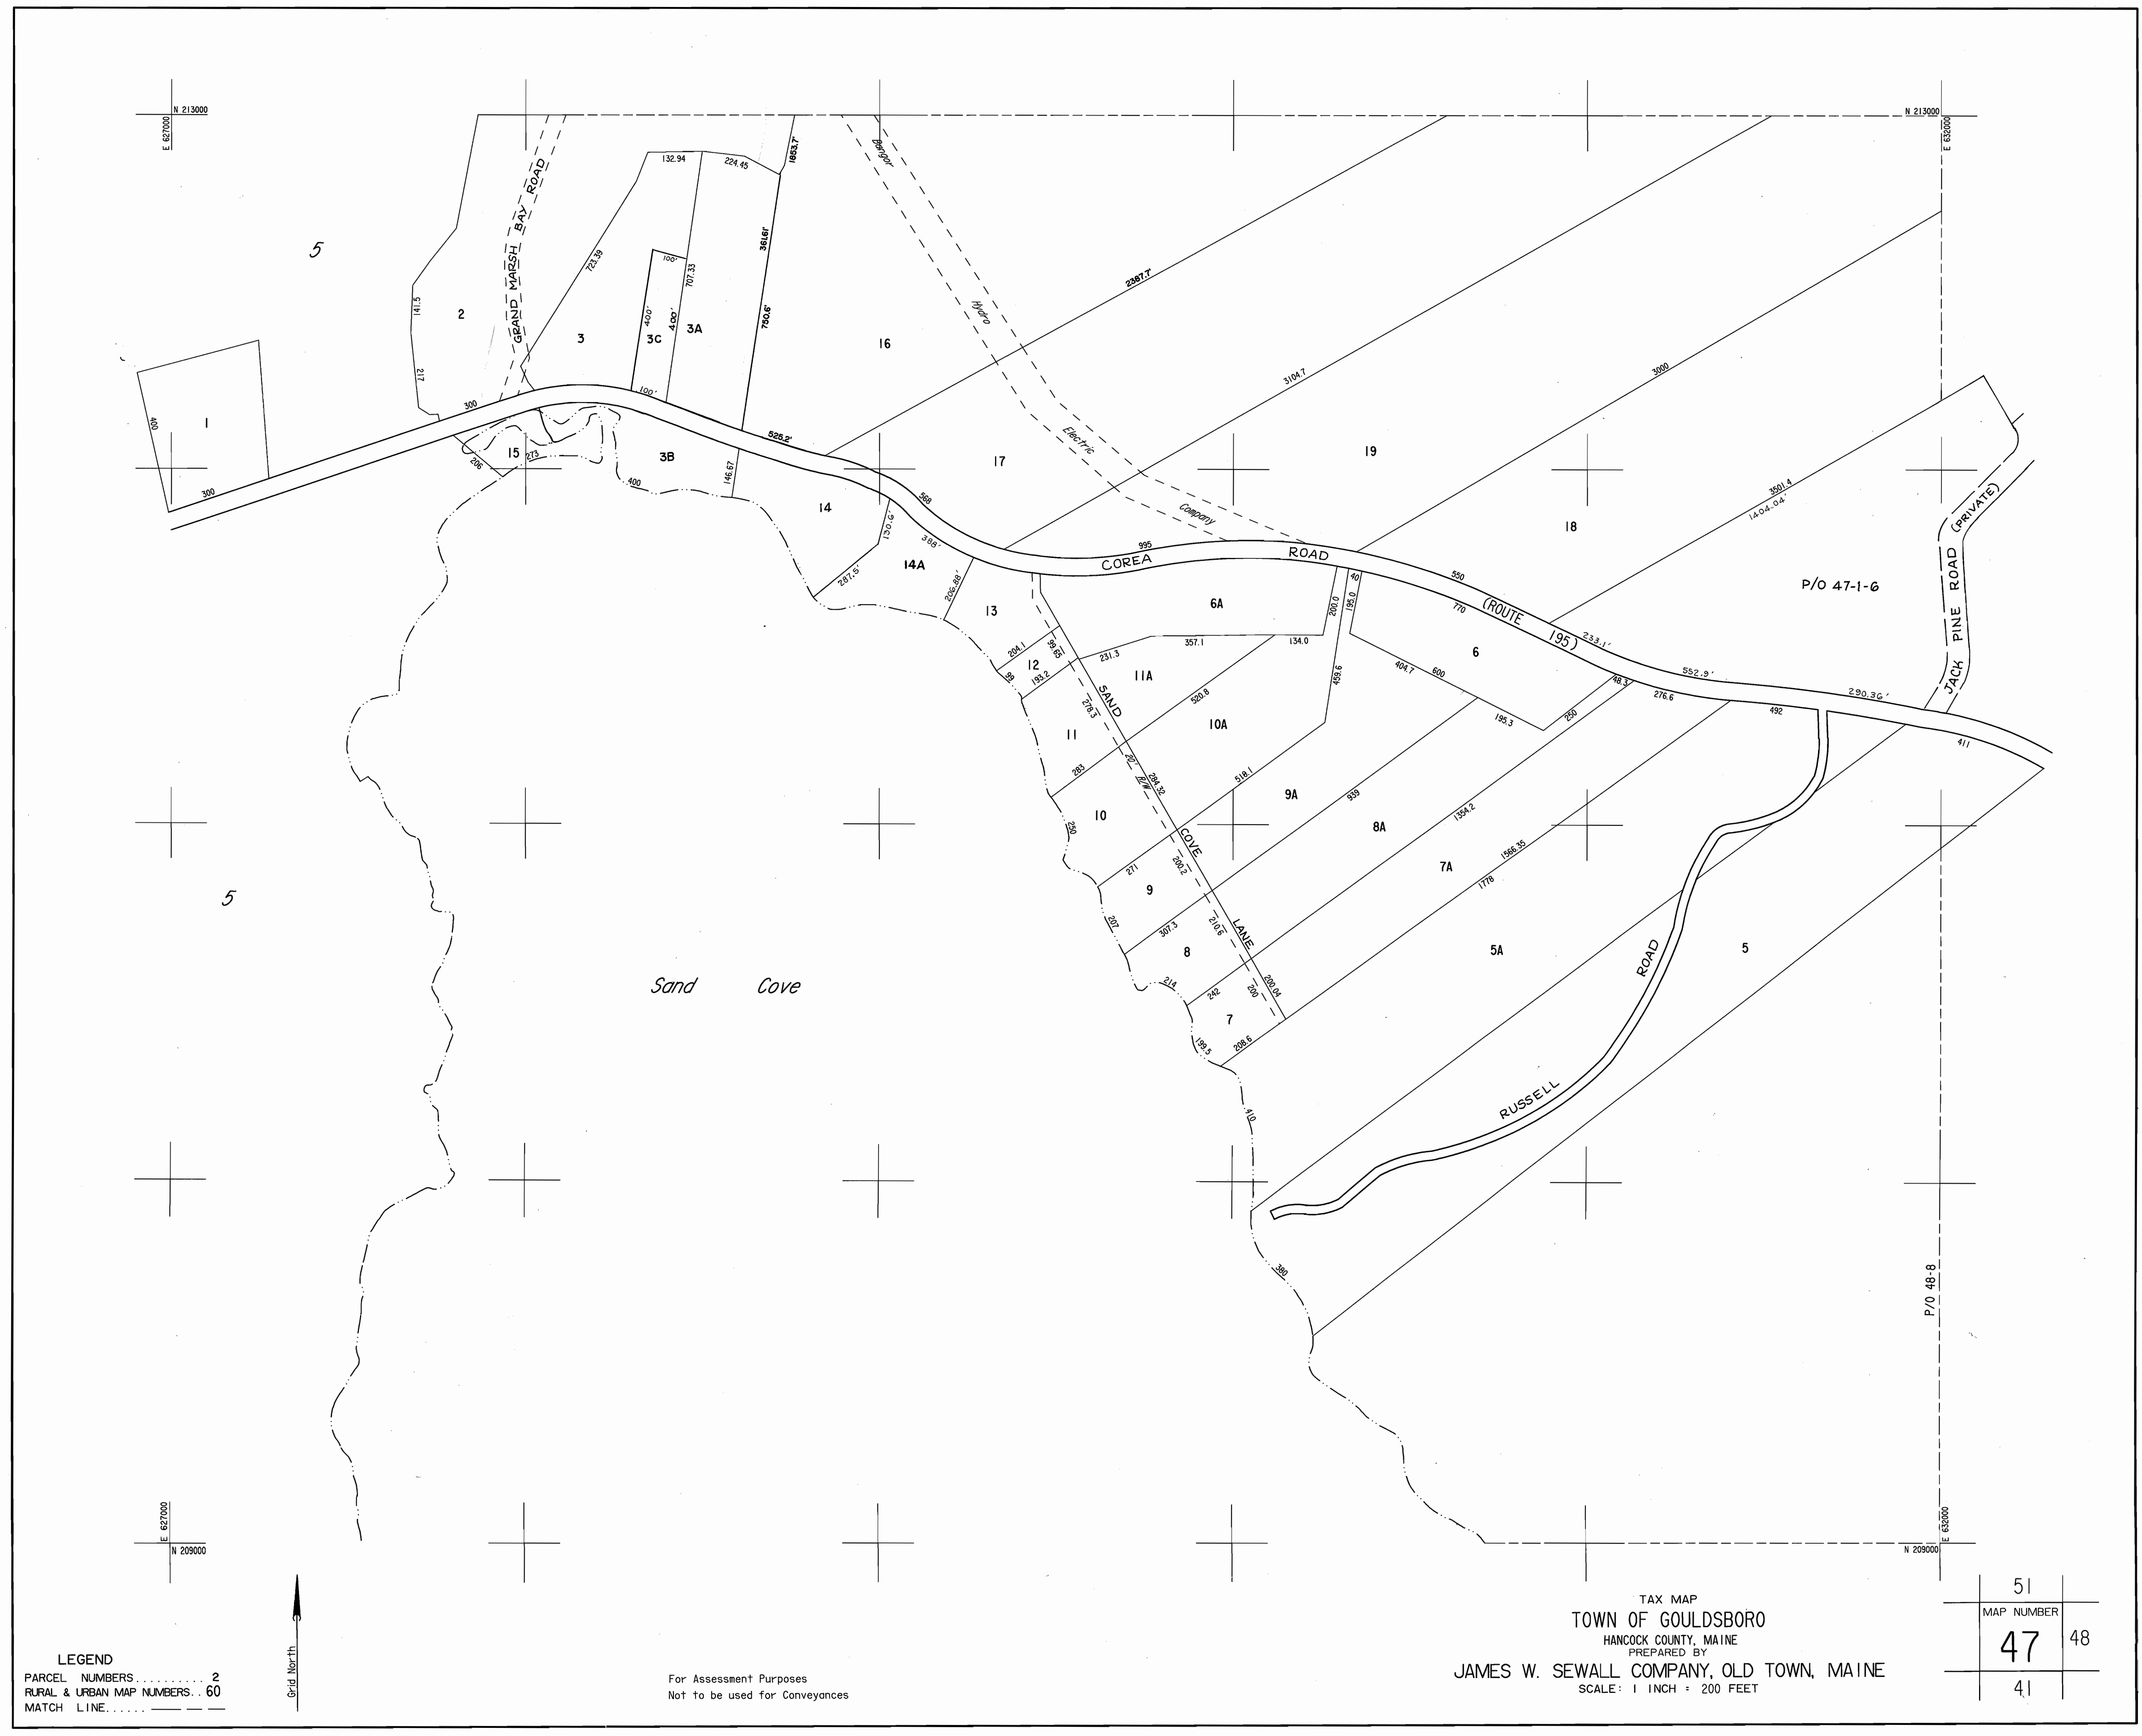 N 213000
E 627000
N 213000
E 632000
5
1
400
300
2
141.5
217
300
GRAND MARSH BAY ROAD
132.94
224.45
1853.7'
723.39
707.33
361.61'
750.6'
100'
400'
400'
3
3C
3A
100'
525.2'
16
Bangor
Hydro
Electric
Company
2387.7'
3104.7
3000
17
19
18
3501.4
1404.04'
P/O 47-1-6
JACK PINE ROAD (PRIVATE)
15
206
273
3B
400
146.67
14
568
130.6'
388'
287.5'
14A
206.88'
13
995
COREA ROAD (ROUTE 195)
550
770
233.1'
552.9'
290.36'
40
6A
200.0
195.0
357.1
134.0
231.3
6
404.7
600
195.3
250
48.3
276.6
492
411
204.1
99.65
12
98
193.2
11A
520.8
459.6
SAND COVE LANE
278.3
11
283
10A
20' R/W
284.32
518.1
10
250
271
9A
939
8A
1354.2
200.2
9
207
307.3
210.6
8
214
242
7A
1566.35
1778
200
200.04
7
199.5
208.6
5A
5
410
RUSSELL ROAD
380
5
Sand Cove
P/O 48-8
E 627000
N 209000
E 632000
N 209000
Grid North
LEGEND
PARCEL NUMBERS.......... 2
RURAL & URBAN MAP NUMBERS.. 60
MATCH LINE......
For Assessment Purposes
Not to be used for Conveyances
TAX MAP
TOWN OF GOULDSBORO
HANCOCK COUNTY, MAINE
PREPARED BY
JAMES W. SEWALL COMPANY, OLD TOWN, MAINE
SCALE: 1 INCH = 200 FEET
51
MAP NUMBER
47
48
41